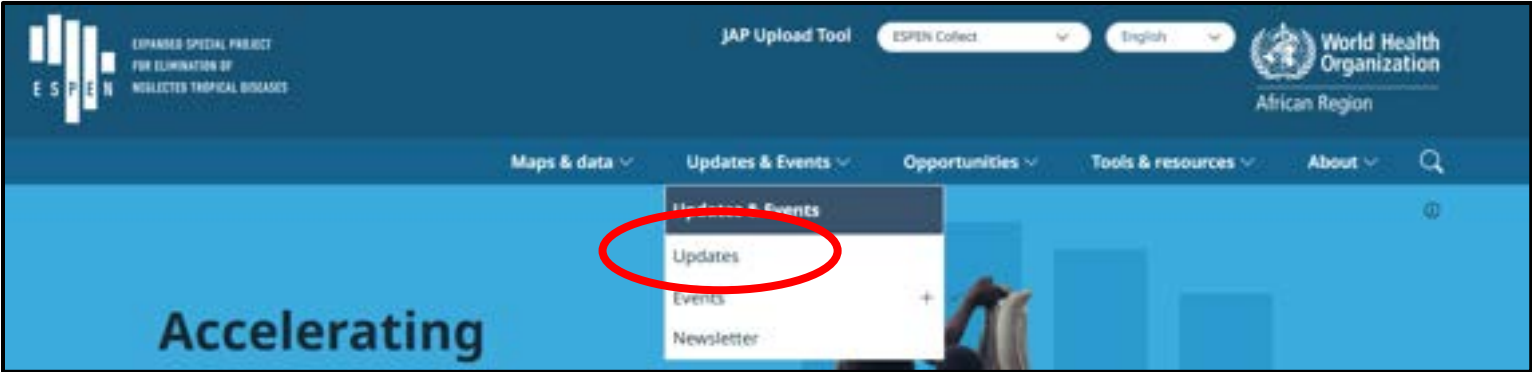 EXPANDED SPECIAL PROJECT
FOR ELIMINATION OF
NEGLECTED TROPICAL DISEASES
E S P E N
JAP Upload Tool
ESPEN Collect
English
World Health
Organization
African Region
Maps & data
Updates & Events
Opportunities
Tools & resources
About
Updates & Events
Updates
Events +
Newsletter
Accelerating